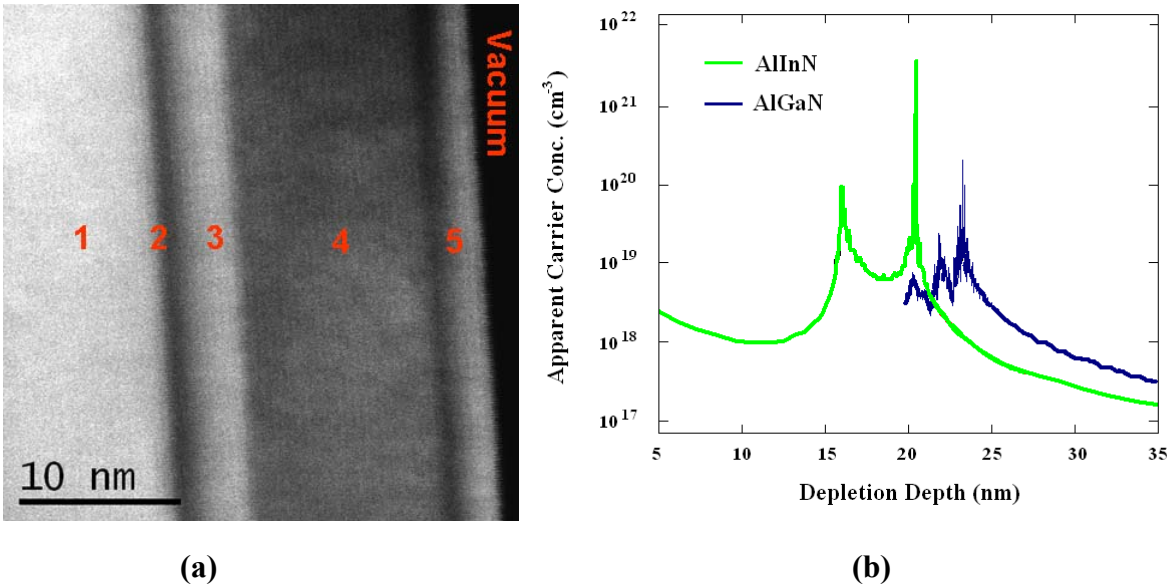 Vacuum
1 2 3 4 5
10 nm
(a)
10^22
10^21
10^20
10^19
10^18
10^17
Apparent Carrier Conc. (cm^-3)
AlInN
AlGaN
5 10 15 20 25 30 35
Depletion Depth (nm)
(b)